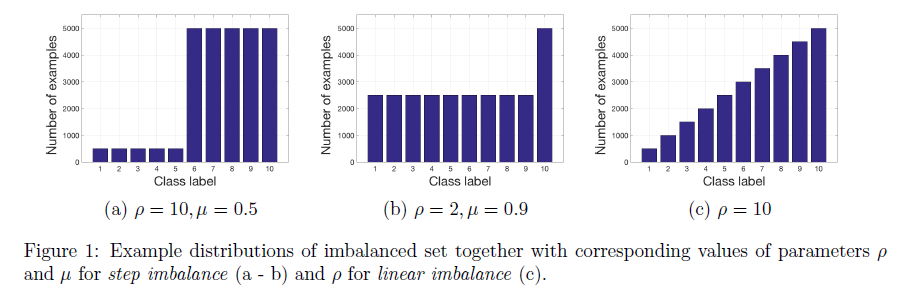 Number of examples
5000
4000
3000
2000
1000
0
1 2 3 4 5 6 7 8 9 10
Class label
(a) ρ = 10, μ = 0.5
Number of examples
5000
4000
3000
2000
1000
0
1 2 3 4 5 6 7 8 9 10
Class label
(b) ρ = 2, μ = 0.9
Number of examples
5000
4000
3000
2000
1000
0
1 2 3 4 5 6 7 8 9 10
Class label
(c) ρ = 10
Figure 1: Example distributions of imbalanced set together with corresponding values of parameters ρ
and μ for step imbalance (a - b) and ρ for linear imbalance (c).